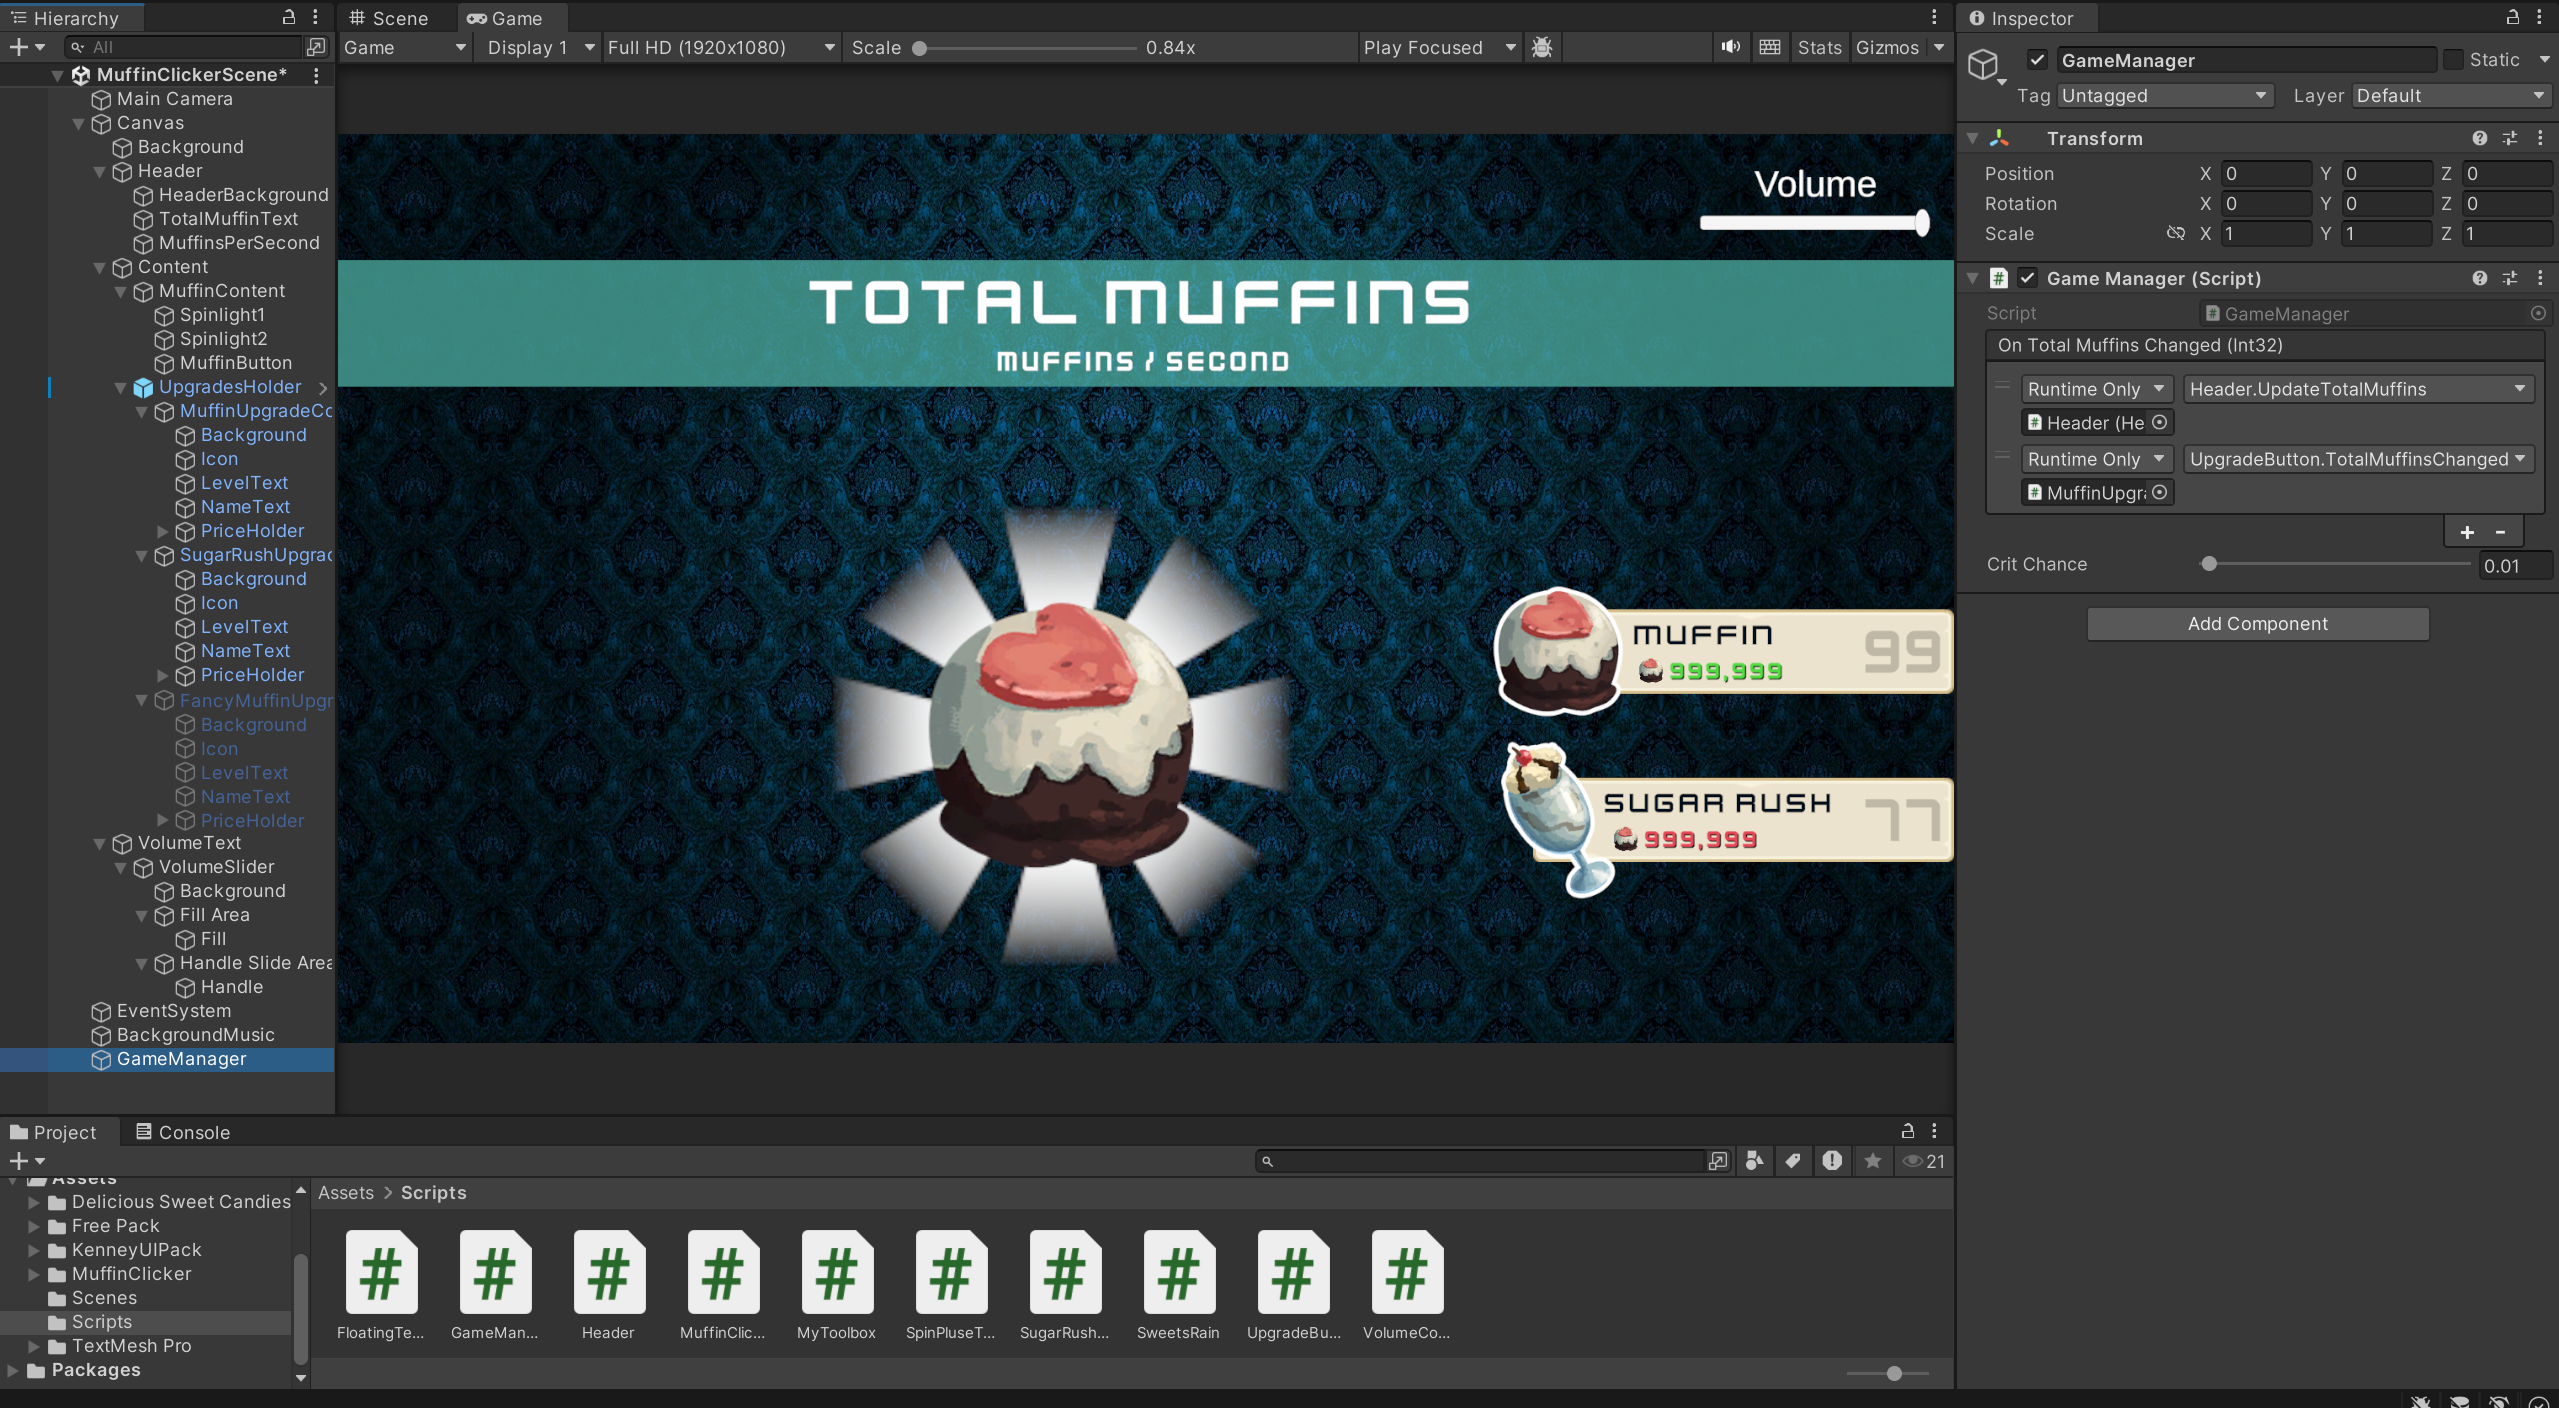 Hierarchy
All
MuffinClickerScene*
Main Camera
Canvas
Background
Header
HeaderBackground
TotalMuffinText
MuffinsPerSecond
Content
MuffinContent
Spinlight1
Spinlight2
MuffinButton
UpgradesHolder
MuffinUpgradeCo
Background
Icon
LevelText
NameText
PriceHolder
SugarRushUpgrad
Background
Icon
LevelText
NameText
PriceHolder
FancyMuffinUpgr
Background
Icon
LevelText
NameText
PriceHolder
VolumeText
VolumeSlider
Background
Fill Area
Fill
Handle Slide Area
Handle
EventSystem
BackgroundMusic
GameManager
Scene Game
Game Display 1 Full HD (1920x1080) Scale 0.84x Play Focused Stats Gizmos
Volume
TOTAL MUFFINS
MUFFINS / SECOND
MUFFIN
999,999
99
SUGAR RUSH
999,999
77
Inspector
GameManager Static
Tag Untagged Layer Default
Transform
Position X 0 Y 0 Z 0
Rotation X 0 Y 0 Z 0
Scale X 1 Y 1 Z 1
# Game Manager (Script)
Script # GameManager
On Total Muffins Changed (Int32)
Runtime Only Header.UpdateTotalMuffins
# Header (He
Runtime Only UpgradeButton.TotalMuffinsChanged
# MuffinUpgra
+ -
Crit Chance 0.01
Add Component
Project Console
21
Assets
Delicious Sweet Candies
Free Pack
KenneyUIPack
MuffinClicker
Scenes
Scripts
TextMesh Pro
Packages
Assets > Scripts
# # # # # # # # # #
FloatingTe... GameMan... Header MuffinClic... MyToolbox SpinPluseT... SugarRush... SweetsRain UpgradeBu... VolumeCo...